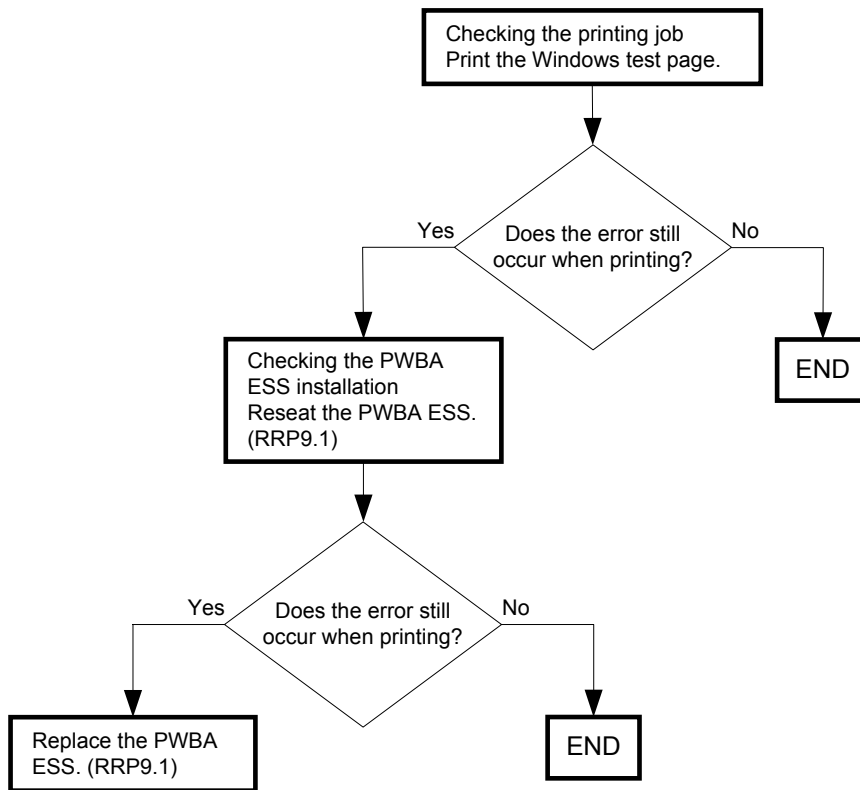 Checking the printing job
Print the Windows test page.
Yes
Does the error still
occur when printing?
No
Checking the PWBA
ESS installation
Reseat the PWBA ESS.
(RRP9.1)
END
Yes
Does the error still
occur when printing?
No
Replace the PWBA
ESS. (RRP9.1)
END